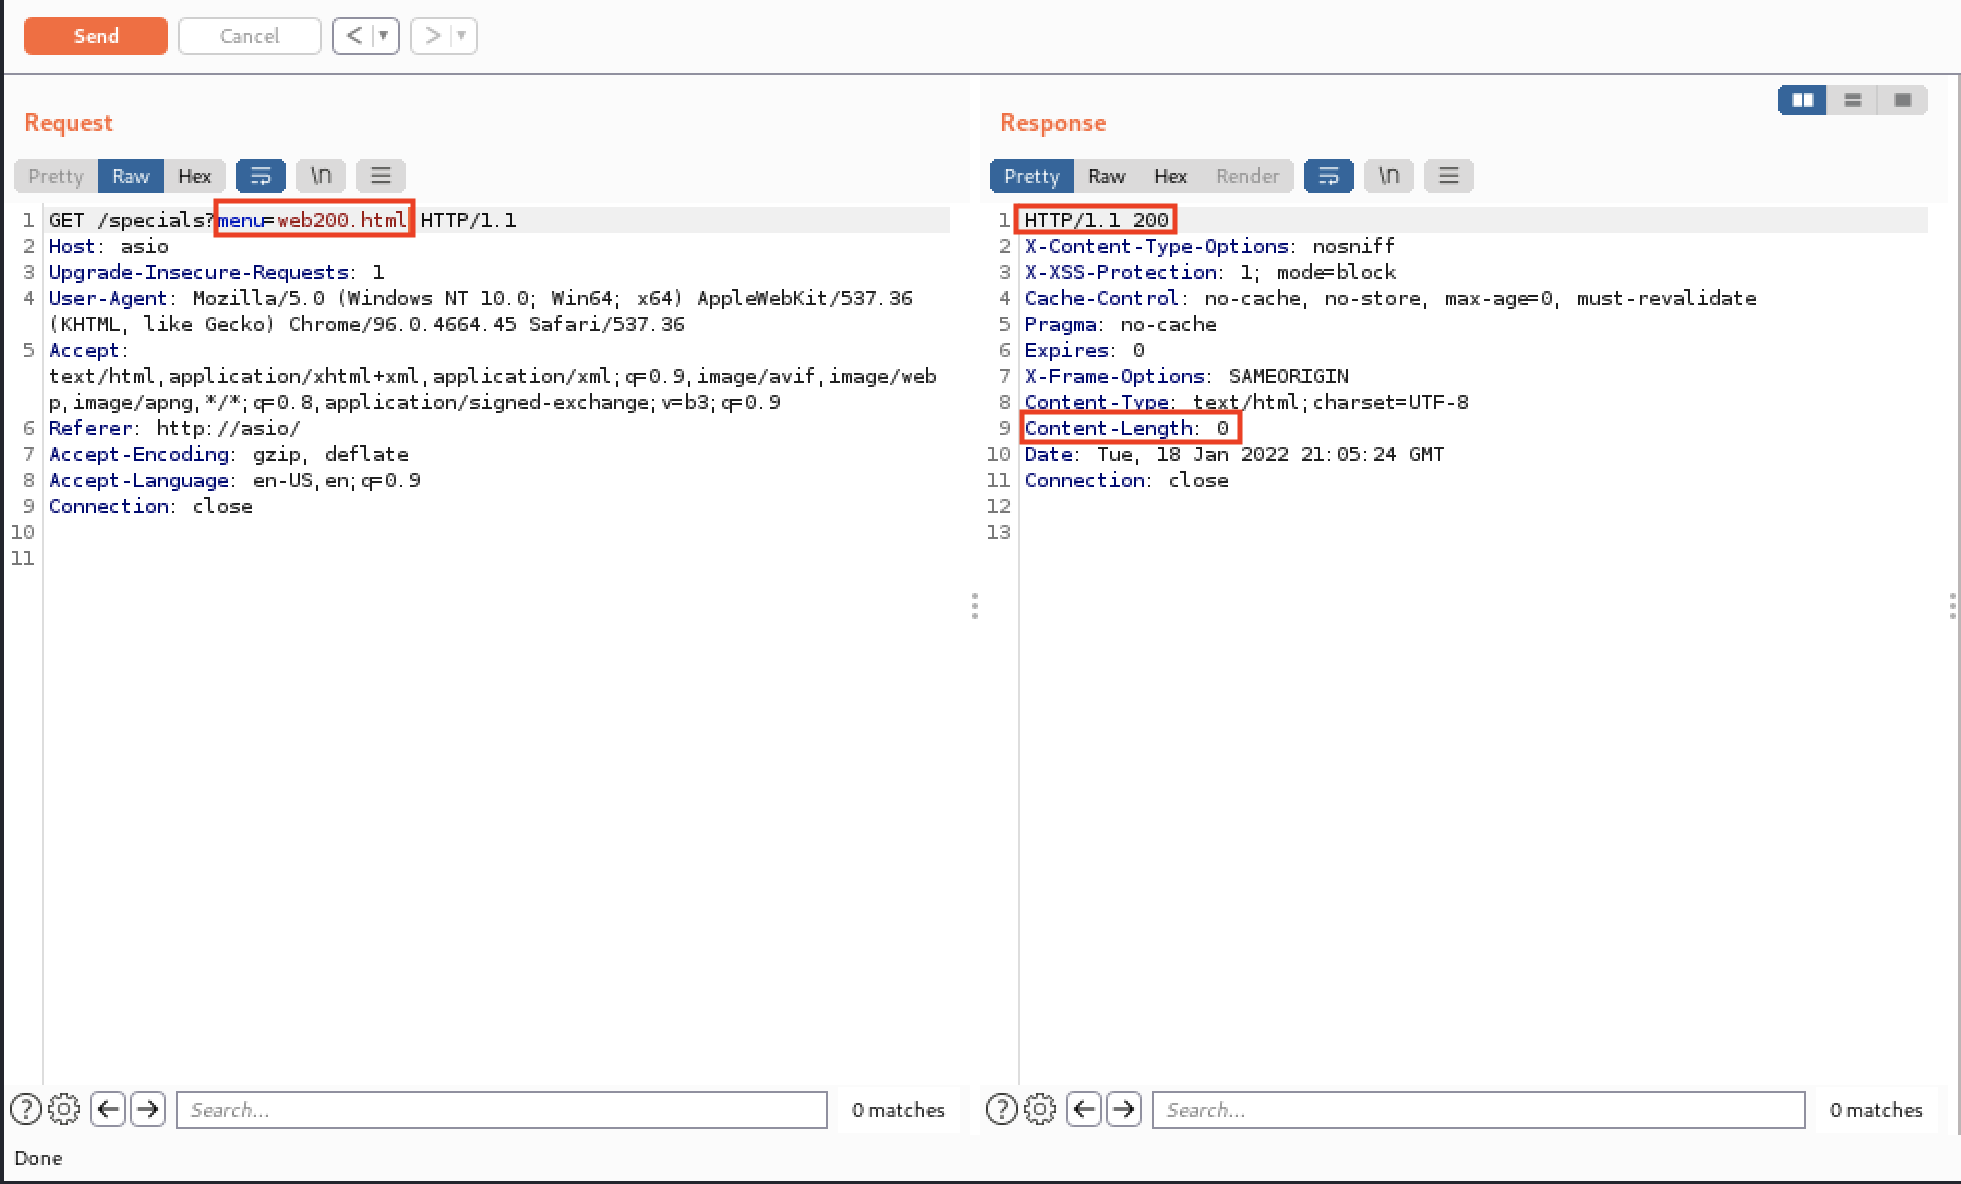 Send Cancel < ▼ > ▼
Request
Pretty Raw Hex \n
1 GET /specials?menu=web200.html HTTP/1.1
2 Host: asio
3 Upgrade-Insecure-Requests: 1
4 User-Agent: Mozilla/5.0 (Windows NT 10.0; Win64; x64) AppleWebKit/537.36
(KHTML, like Gecko) Chrome/96.0.4664.45 Safari/537.36
5 Accept:
text/html,application/xhtml+xml,application/xml;q=0.9,image/avif,image/web
p,image/apng,*/*;q=0.8,application/signed-exchange;v=b3;q=0.9
6 Referer: http://asio/
7 Accept-Encoding: gzip, deflate
8 Accept-Language: en-US,en;q=0.9
9 Connection: close
10
11
Search...
0 matches
Response
Pretty Raw Hex Render \n
1 HTTP/1.1 200
2 X-Content-Type-Options: nosniff
3 X-XSS-Protection: 1; mode=block
4 Cache-Control: no-cache, no-store, max-age=0, must-revalidate
5 Pragma: no-cache
6 Expires: 0
7 X-Frame-Options: SAMEORIGIN
8 Content-Type: text/html;charset=UTF-8
9 Content-Length: 0
10 Date: Tue, 18 Jan 2022 21:05:24 GMT
11 Connection: close
12
13
Search...
0 matches
Done